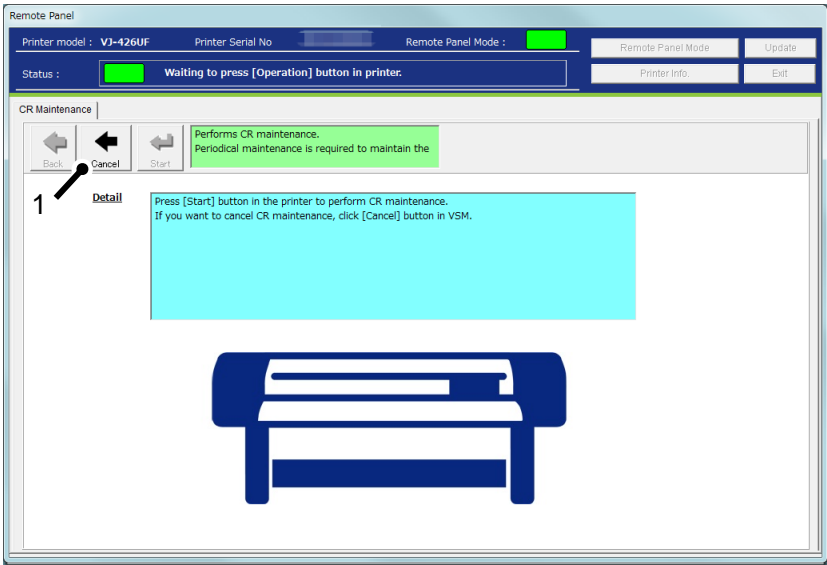 Remote Panel
Printer model : VJ-426UF Printer Serial No Remote Panel Mode : Remote Panel Mode Update
Status : Waiting to press [Operation] button in printer. Printer Info. Exit
CR Maintenance
Back Cancel Start
Performs CR maintenance.
Periodical maintenance is required to maintain the
1
Detail
Press [Start] button in the printer to perform CR maintenance.
If you want to cancel CR maintenance, click [Cancel] button in VSM.